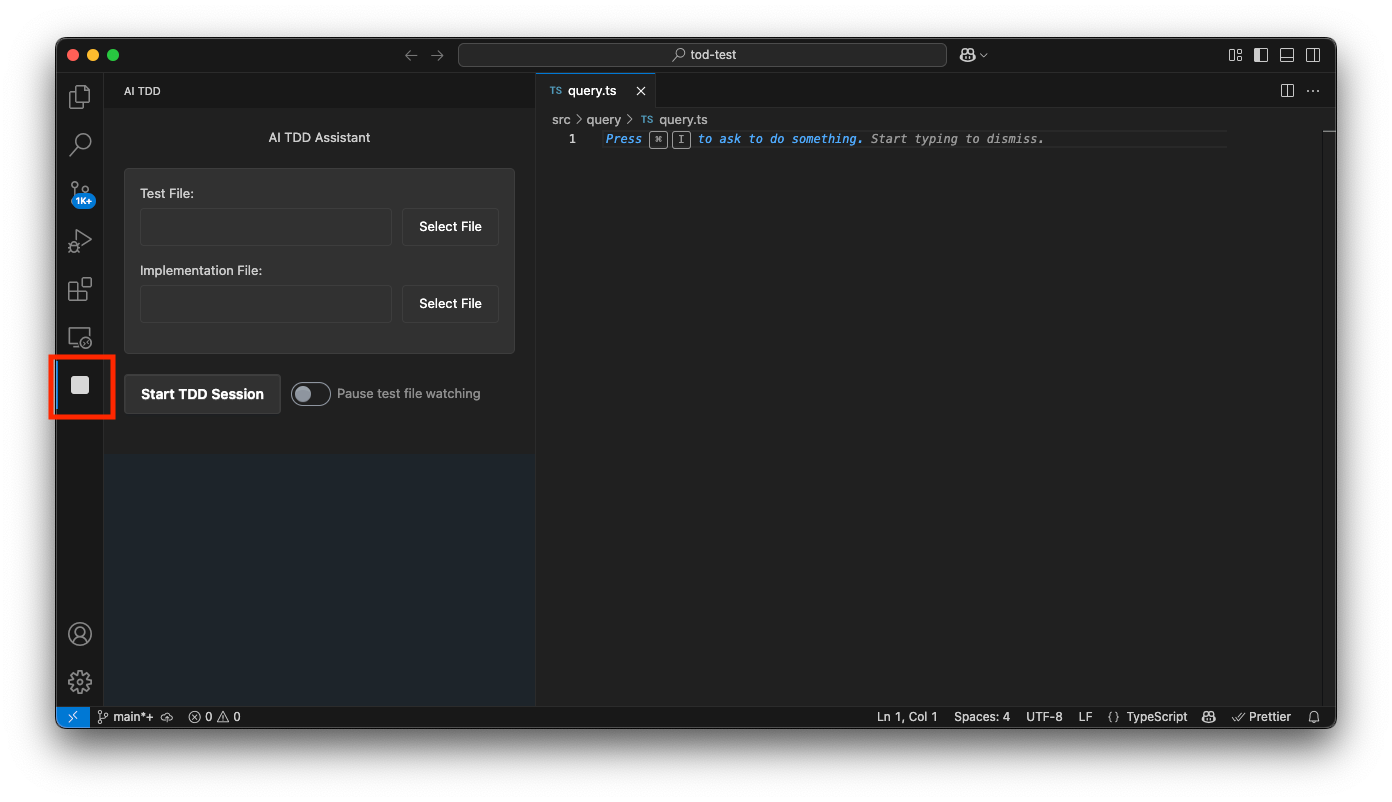 tod-test
AI TDD
TS query.ts
src > query > TS query.ts
1 Press ⌘ I to ask to do something. Start typing to dismiss.
AI TDD Assistant
Test File:
Select File
Implementation File:
Select File
Start TDD Session
Pause test file watching
1K+
main*+
0 0
Ln 1, Col 1
Spaces: 4
UTF-8
LF
{ } TypeScript
Prettier